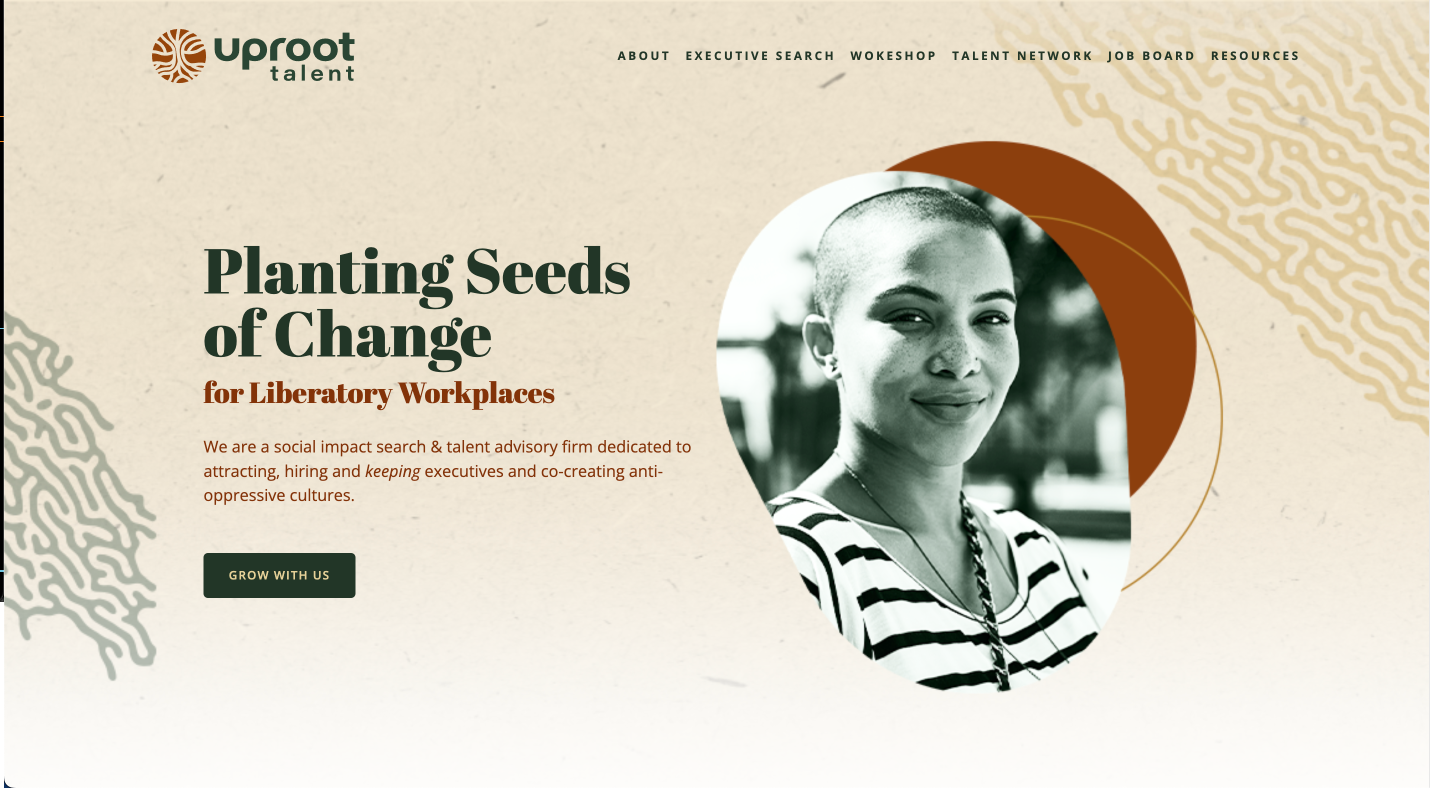 uproot
talent
ABOUT EXECUTIVE SEARCH WOKESHOP TALENT NETWORK JOB BOARD RESOURCES
Planting Seeds
of Change
for Liberatory Workplaces
We are a social impact search & talent advisory firm dedicated to
attracting, hiring and keeping executives and co-creating anti-
oppressive cultures.
GROW WITH US